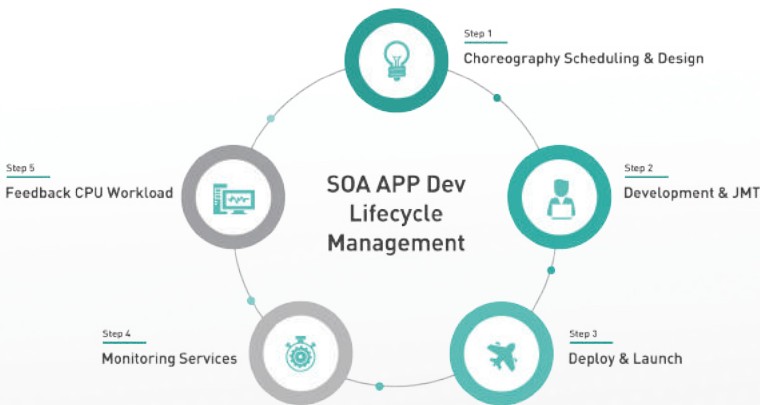 Step 1
Choreography Scheduling & Design
Step 2
Development & JMT
Step 3
Deploy & Launch
Step 4
Monitoring Services
Step 5
Feedback CPU Workload
SOA APP Dev
Lifecycle
Management